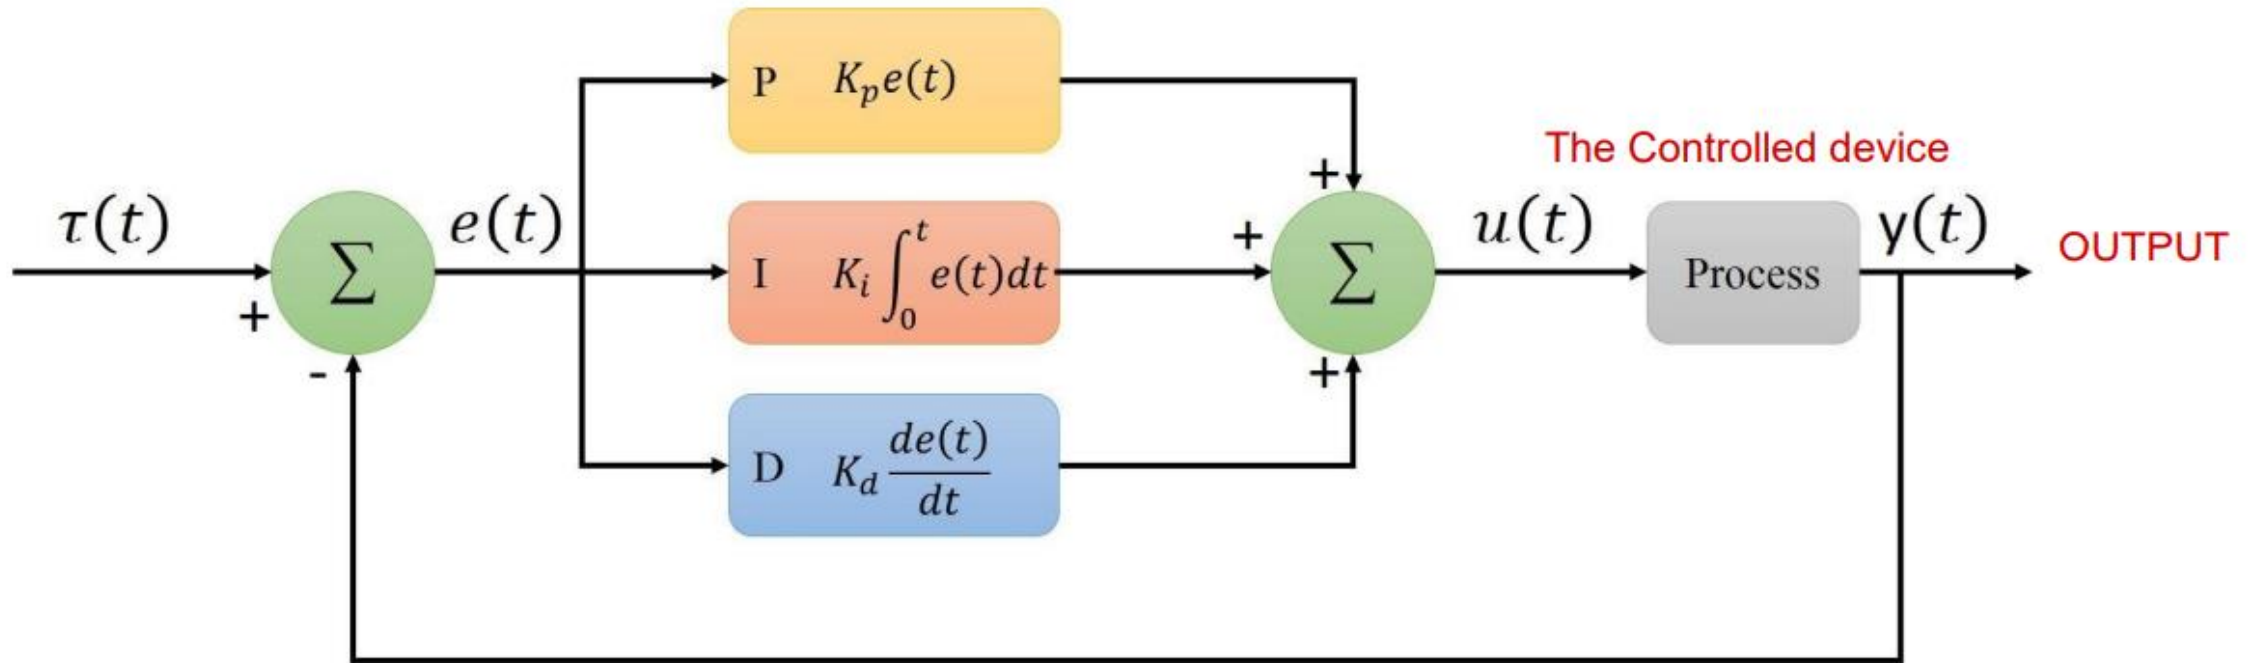 τ(t)
+
-
∑
e(t)
P K_p e(t)
I K_i ∫_0^t e(t)dt
D K_d de(t)/dt
+
+
+
∑
The Controlled device
u(t)
Process
y(t)
OUTPUT